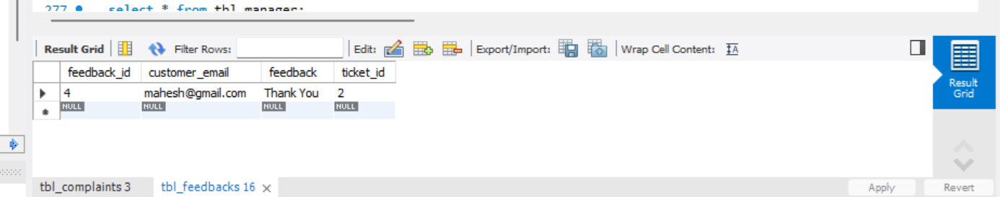 277 select * from tbl_manager;
Result Grid Filter Rows: Edit: Export/Import: Wrap Cell Content:
feedback_id customer_email feedback ticket_id
4 mahesh@gmail.com Thank You 2
NULL NULL NULL NULL
Result
Grid
tbl_complaints 3 tbl_feedbacks 16 Apply Revert